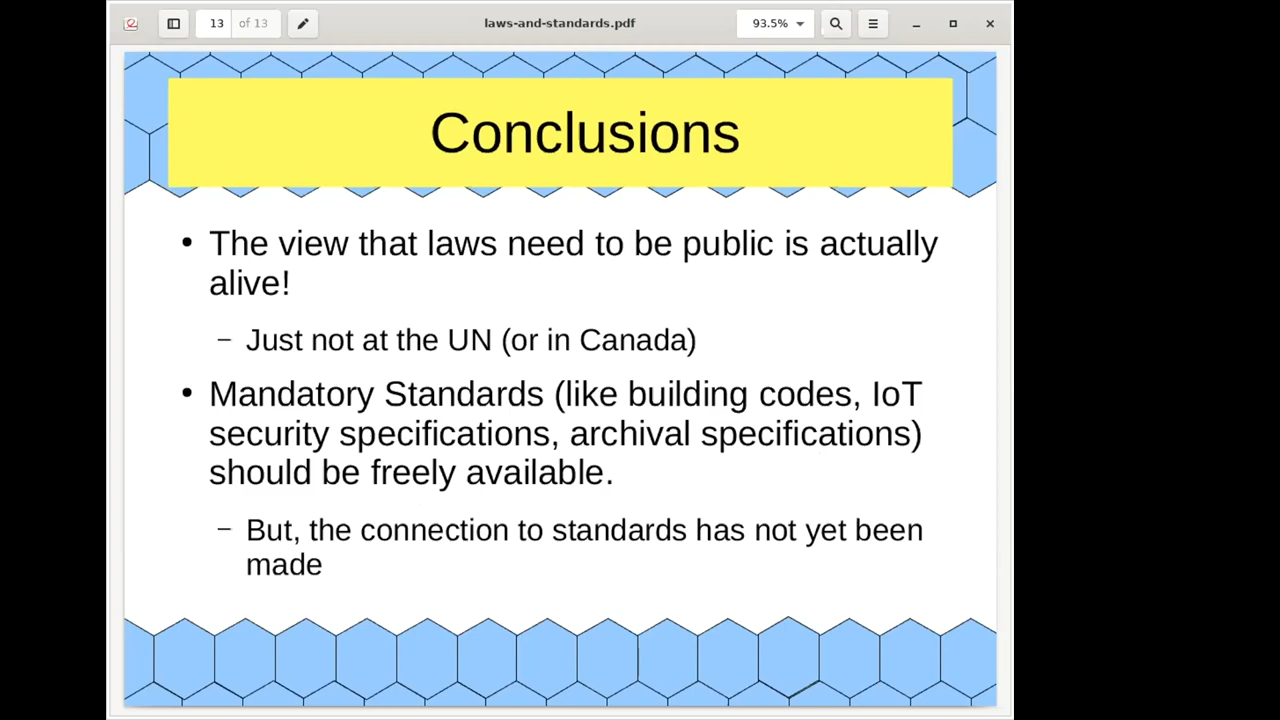 13 of 13
laws-and-standards.pdf
93.5%
Conclusions
• The view that laws need to be public is actually
alive!
– Just not at the UN (or in Canada)
• Mandatory Standards (like building codes, IoT
security specifications, archival specifications)
should be freely available.
– But, the connection to standards has not yet been
made